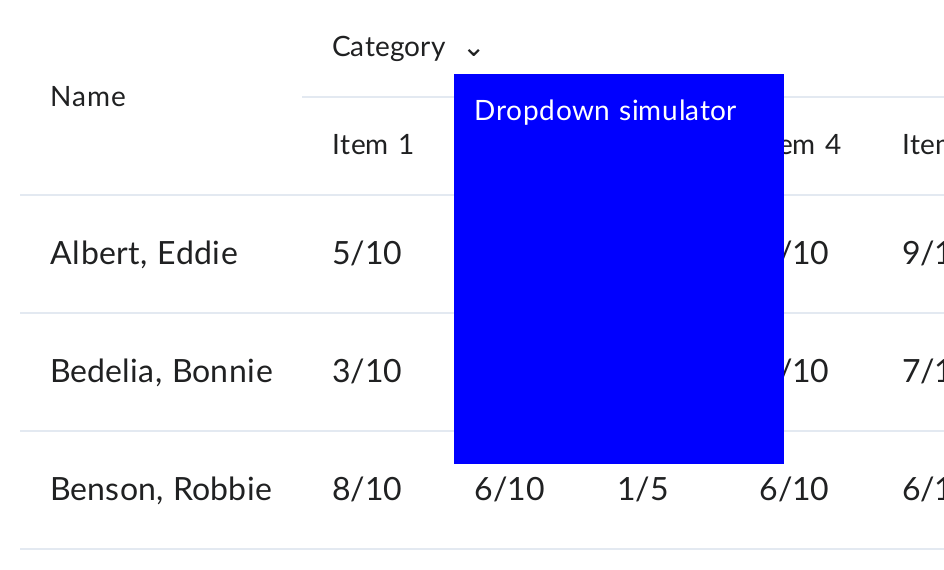 Category
Name
Dropdown simulator
Item 1
4
Albert, Eddie 5/10
Bedelia, Bonnie 3/10
Benson, Robbie 8/10 6/10 1/5 6/10